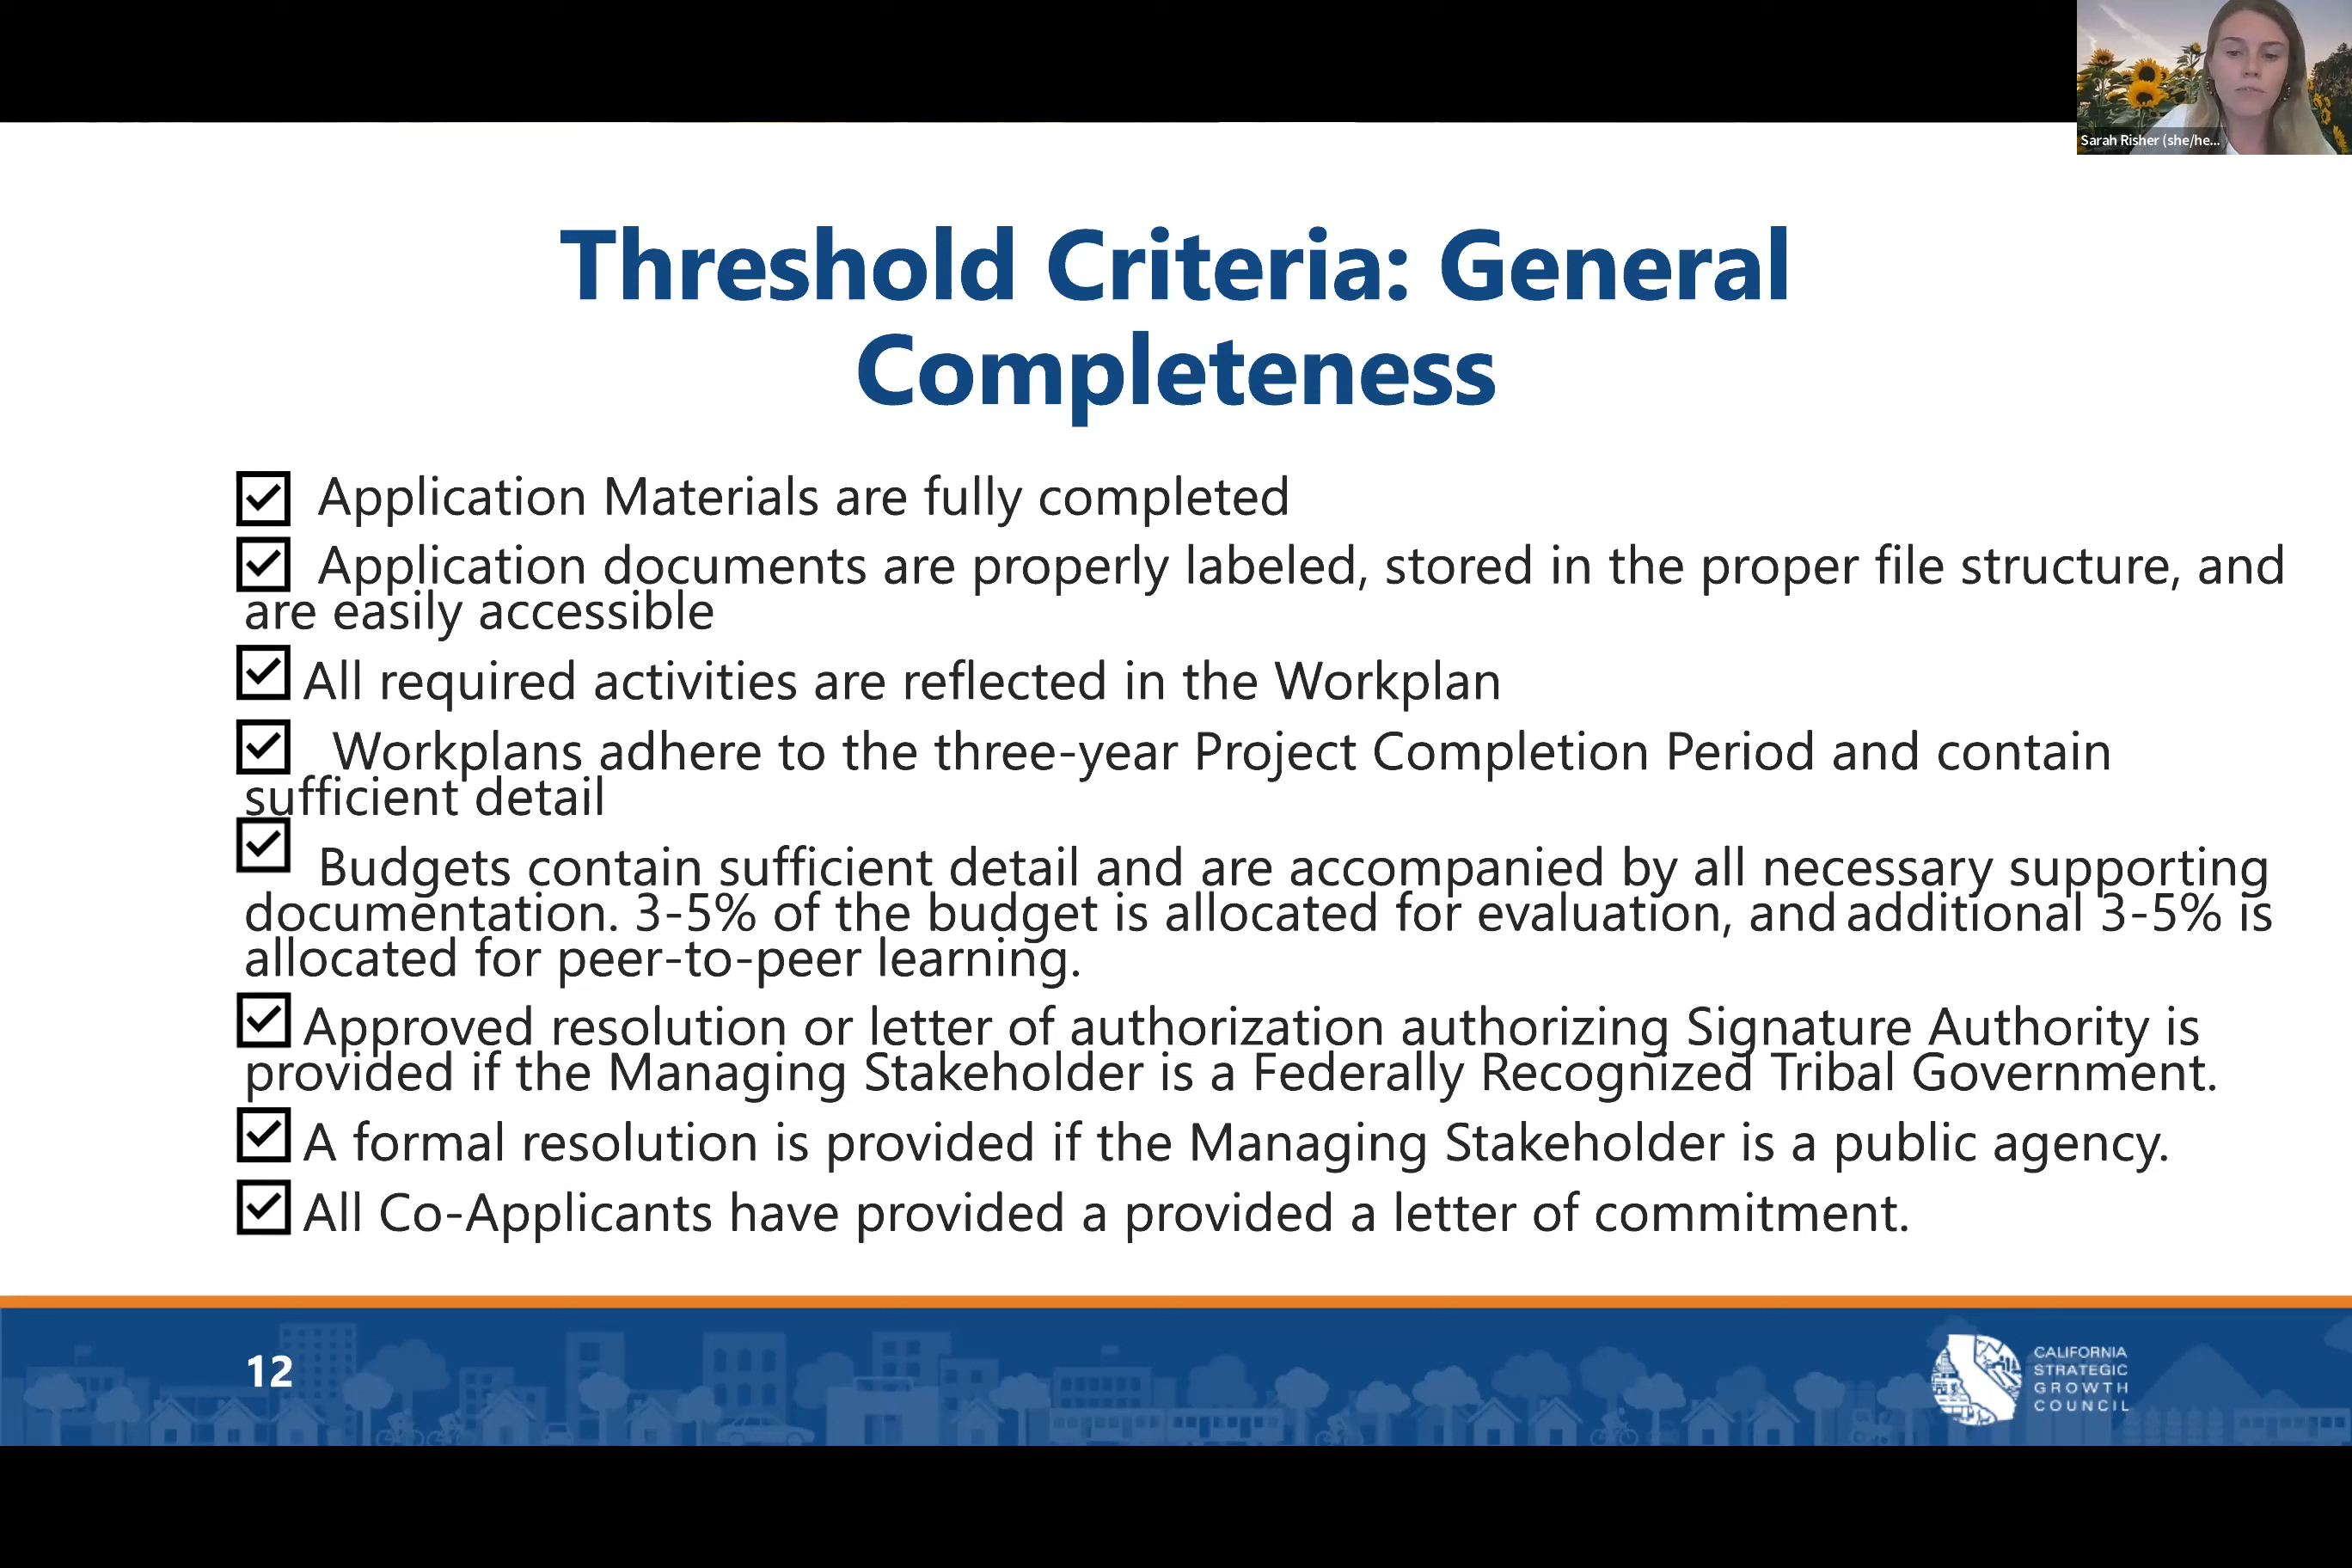 Sarah Risher (she/he...
Threshold Criteria: General
Completeness
Application Materials are fully completed
Application documents are properly labeled, stored in the proper file structure, and
are easily accessible
All required activities are reflected in the Workplan
Workplans adhere to the three-year Project Completion Period and contain
sufficient detail
Budgets contain sufficient detail and are accompanied by all necessary supporting
documentation. 3-5% of the budget is allocated for evaluation, and additional 3-5% is
allocated for peer-to-peer learning.
Approved resolution or letter of authorization authorizing Signature Authority is
provided if the Managing Stakeholder is a Federally Recognized Tribal Government.
A formal resolution is provided if the Managing Stakeholder is a public agency.
All Co-Applicants have provided a provided a letter of commitment.
12
CALIFORNIA
STRATEGIC
GROWTH
COUNCIL